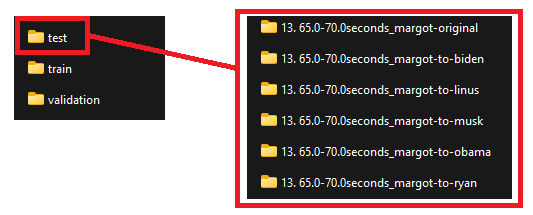 test
train
validation
13. 65.0-70.0seconds_margot-original
13. 65.0-70.0seconds_margot-to-biden
13. 65.0-70.0seconds_margot-to-linus
13. 65.0-70.0seconds_margot-to-musk
13. 65.0-70.0seconds_margot-to-obama
13. 65.0-70.0seconds_margot-to-ryan